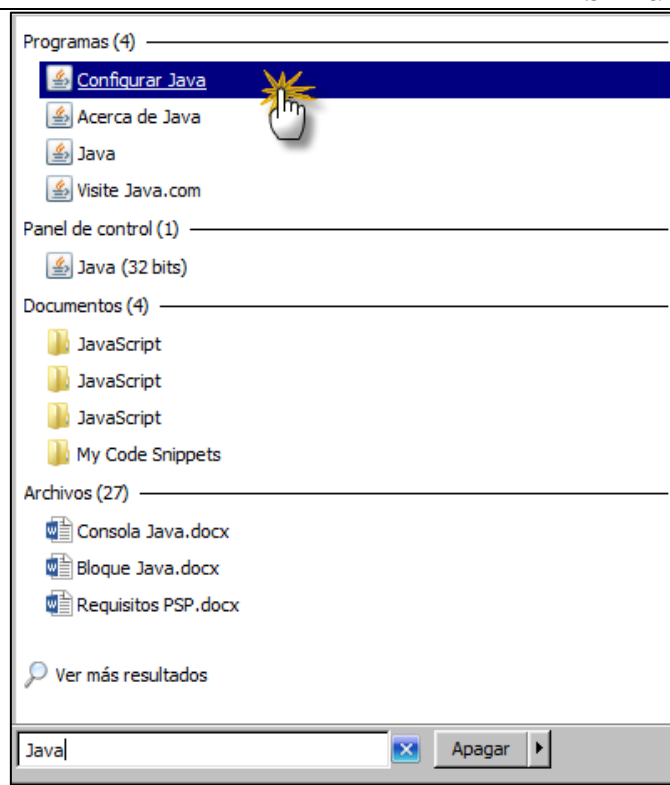 Programas (4)
Configurar Java
Acerca de Java
Java
Visite Java.com
Panel de control (1)
Java (32 bits)
Documentos (4)
JavaScript
JavaScript
JavaScript
My Code Snippets
Archivos (27)
Consola Java.docx
Bloque Java.docx
Requisitos PSP.docx
Ver más resultados
Java
Apagar